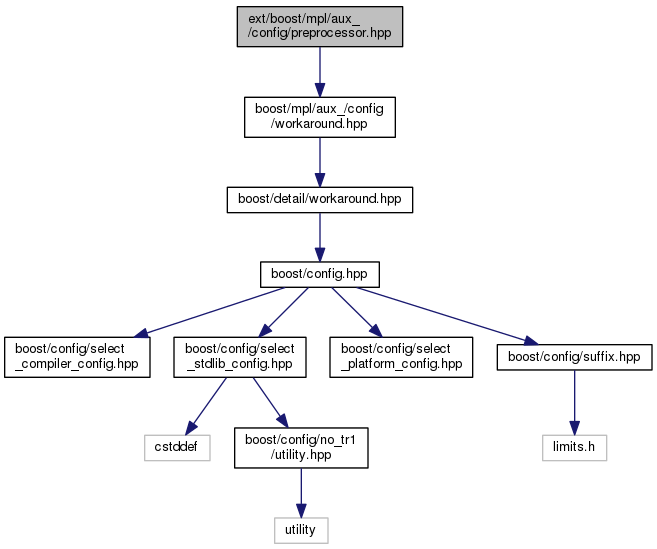 ext/boost/mpl/aux_
/config/preprocessor.hpp
boost/mpl/aux_/config
/workaround.hpp
boost/detail/workaround.hpp
boost/config.hpp
boost/config/select
_compiler_config.hpp
boost/config/select
_stdlib_config.hpp
boost/config/select
_platform_config.hpp
boost/config/suffix.hpp
cstddef
boost/config/no_tr1
/utility.hpp
limits.h
utility